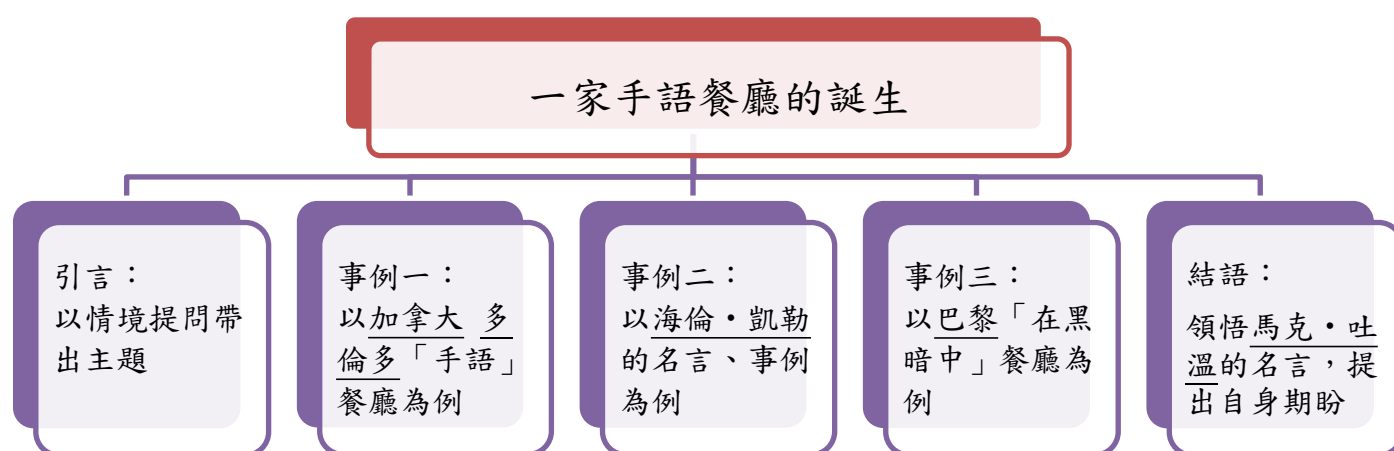 一家手語餐廳的誕生
引言：
以情境提問帶
出主題
事例一：
以加拿大 多
倫多「手語」
餐廳為例
事例二：
以海倫•凱勒
的名言、事例
為例
事例三：
以巴黎「在黑
暗中」餐廳為
例
結語：
領悟馬克•吐
溫的名言，提
出自身期盼